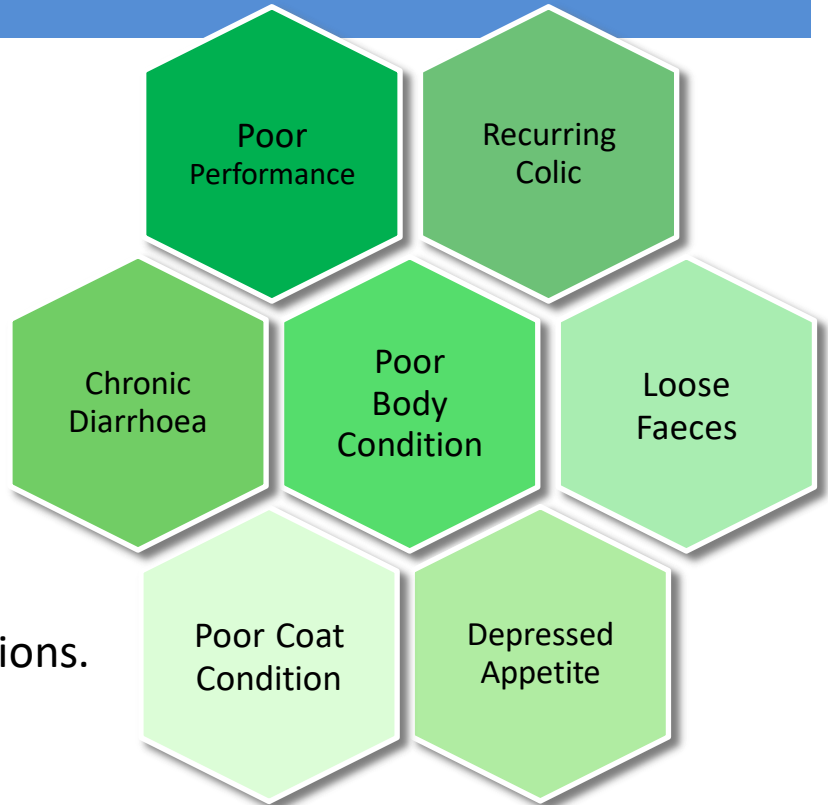 Poor
Performance
Recurring
Colic
Chronic
Diarrhoea
Poor
Body
Condition
Loose
Faeces
Poor Coat
Condition
Depressed
Appetite
ions.